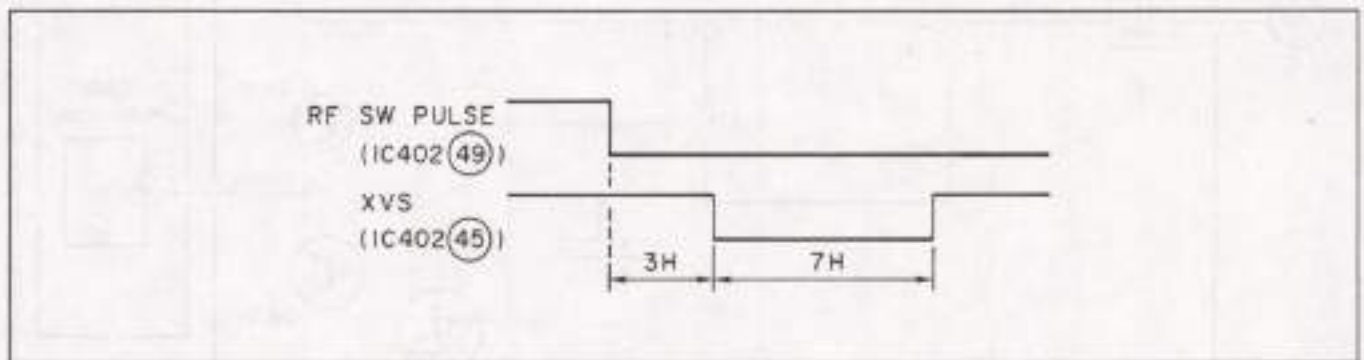 RF SW PULSE
(IC402(49))
XVS
(IC402(45))
3H 7H